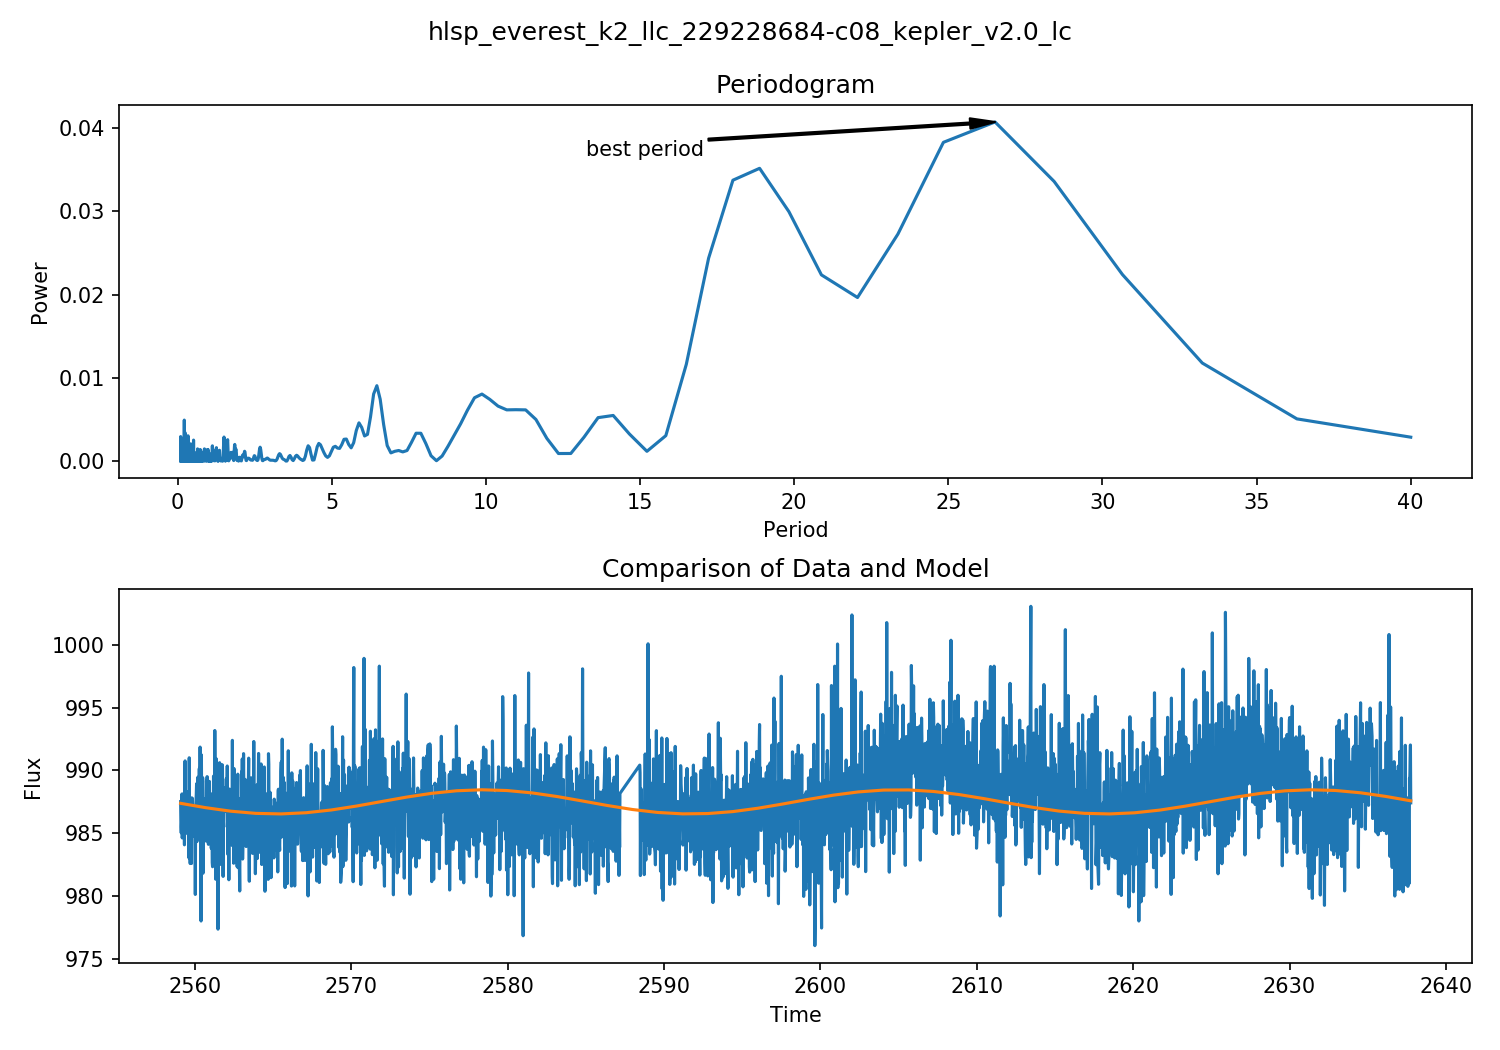 hlsp_everest_k2_llc_229228684-c08_kepler_v2.0_lc
Periodogram
0.04
0.03
0.02
0.01
0.00
Power
best period
0 5 10 15 20 25 30 35 40
Period
Comparison of Data and Model
1000
995
990
985
980
975
Flux
2560 2570 2580 2590 2600 2610 2620 2630 2640
Time